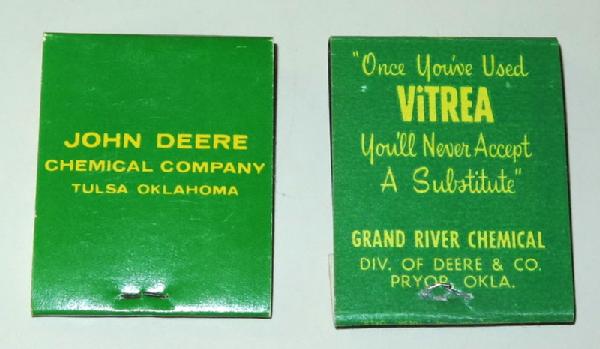 JOHN DEERE
CHEMICAL COMPANY
TULSA OKLAHOMA
"Once You've Used
ViTREA
You'll Never Accept
A Substitute"
GRAND RIVER CHEMICAL
DIV. OF DEERE & CO.
PRYOR, OKLA.